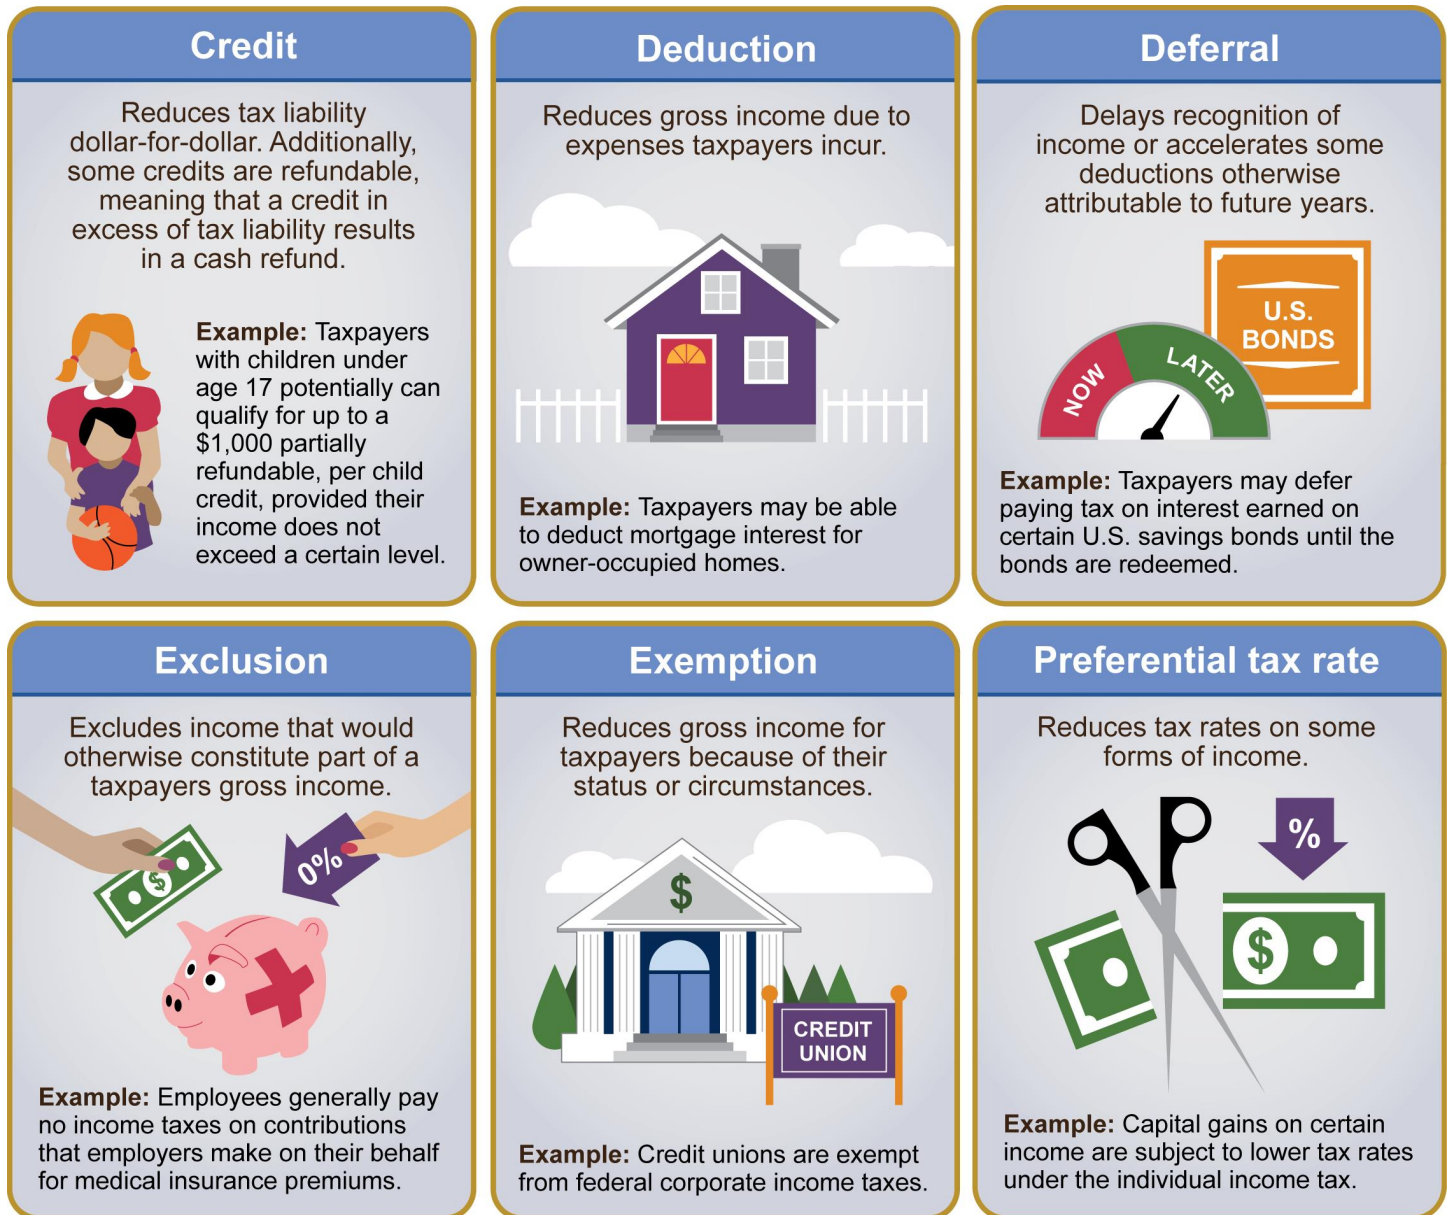 Credit
Reduces tax liability
dollar-for-dollar. Additionally,
some credits are refundable,
meaning that a credit in
excess of tax liability results
in a cash refund.
Example: Taxpayers
with children under
age 17 potentially can
qualify for up to a
$1,000 partially
refundable, per child
credit, provided their
income does not
exceed a certain level.
Deduction
Reduces gross income due to
expenses taxpayers incur.
Example: Taxpayers may be able
to deduct mortgage interest for
owner-occupied homes.
Deferral
Delays recognition of
income or accelerates some
deductions otherwise
attributable to future years.
U.S.
BONDS
NOW
LATER
Example: Taxpayers may defer
paying tax on interest earned on
certain U.S. savings bonds until the
bonds are redeemed.
Exclusion
Excludes income that would
otherwise constitute part of a
taxpayers gross income.
$
0%
Example: Employees generally pay
no income taxes on contributions
that employers make on their behalf
for medical insurance premiums.
Exemption
Reduces gross income for
taxpayers because of their
status or circumstances.
$
CREDIT
UNION
Example: Credit unions are exempt
from federal corporate income taxes.
Preferential tax rate
Reduces tax rates on some
forms of income.
%
$
Example: Capital gains on certain
income are subject to lower tax rates
under the individual income tax.